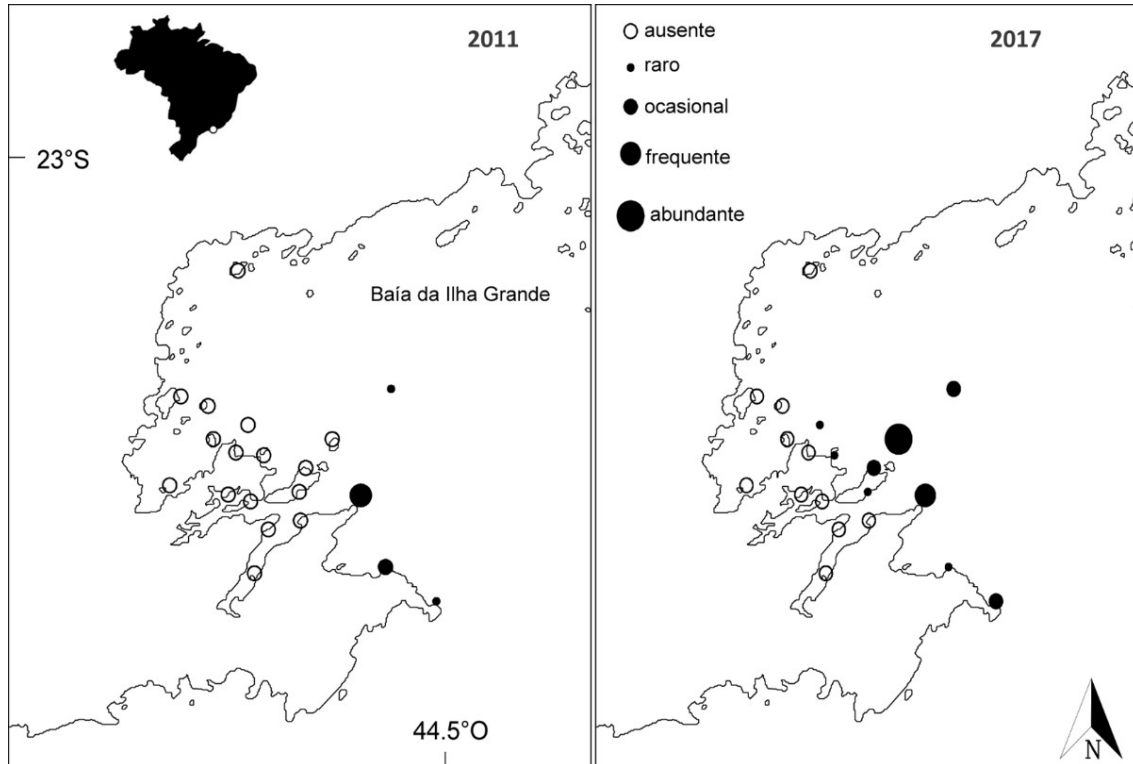 2011
23°S
Baía da Ilha Grande
44.5°O
2017
ausente
raro
ocasional
frequente
abundante
N